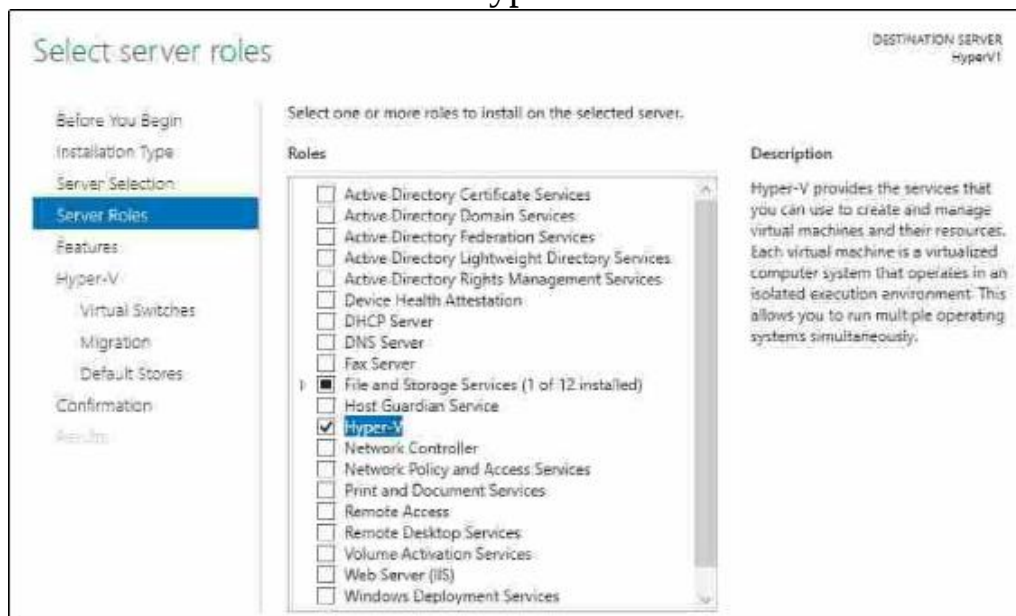 Select server roles
DESTINATION SERVER
HyperV1
Before You Begin
Installation Type
Server Selection
Server Roles
Features
Hyper-V
Virtual Switches
Migration
Default Stores
Confirmation
Results
Select one or more roles to install on the selected server.
Roles
Active Directory Certificate Services
Active Directory Domain Services
Active Directory Federation Services
Active Directory Lightweight Directory Services
Active Directory Rights Management Services
Device Health Attestation
DHCP Server
DNS Server
Fax Server
File and Storage Services (1 of 12 installed)
Host Guardian Service
Hyper-V
Network Controller
Network Policy and Access Services
Print and Document Services
Remote Access
Remote Desktop Services
Volume Activation Services
Web Server (IIS)
Windows Deployment Services
Description
Hyper-V provides the services that
you can use to create and manage
virtual machines and their resources.
Each virtual machine is a virtualized
computer system that operates in an
isolated execution environment. This
allows you to run multiple operating
systems simultaneously.